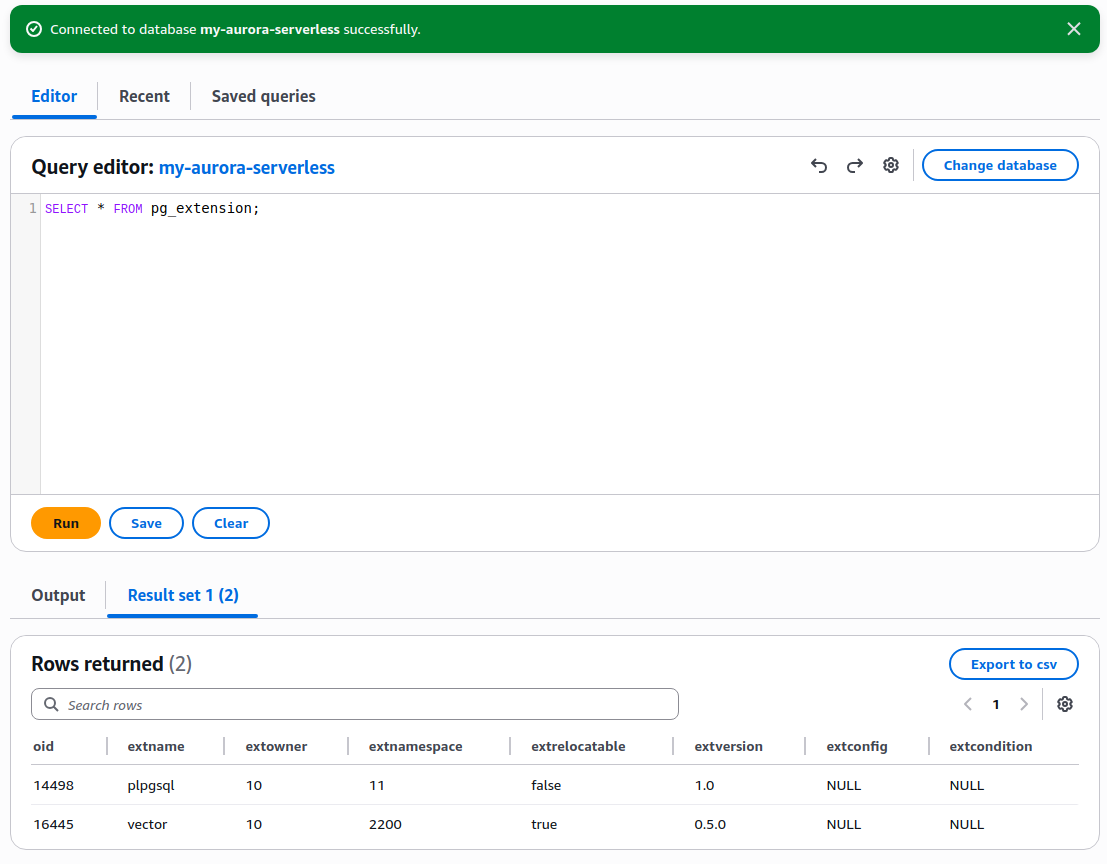 Connected to database my-aurora-serverless successfully.
Editor Recent Saved queries
Query editor: my-aurora-serverless Change database
1 SELECT * FROM pg_extension;
Run Save Clear
Output Result set 1 (2)
Rows returned (2) Export to csv
Search rows 1
oid extname extowner extnamespace extrelocatable extversion extconfig extcondition
14498 plpgsql 10 11 false 1.0 NULL NULL
16445 vector 10 2200 true 0.5.0 NULL NULL